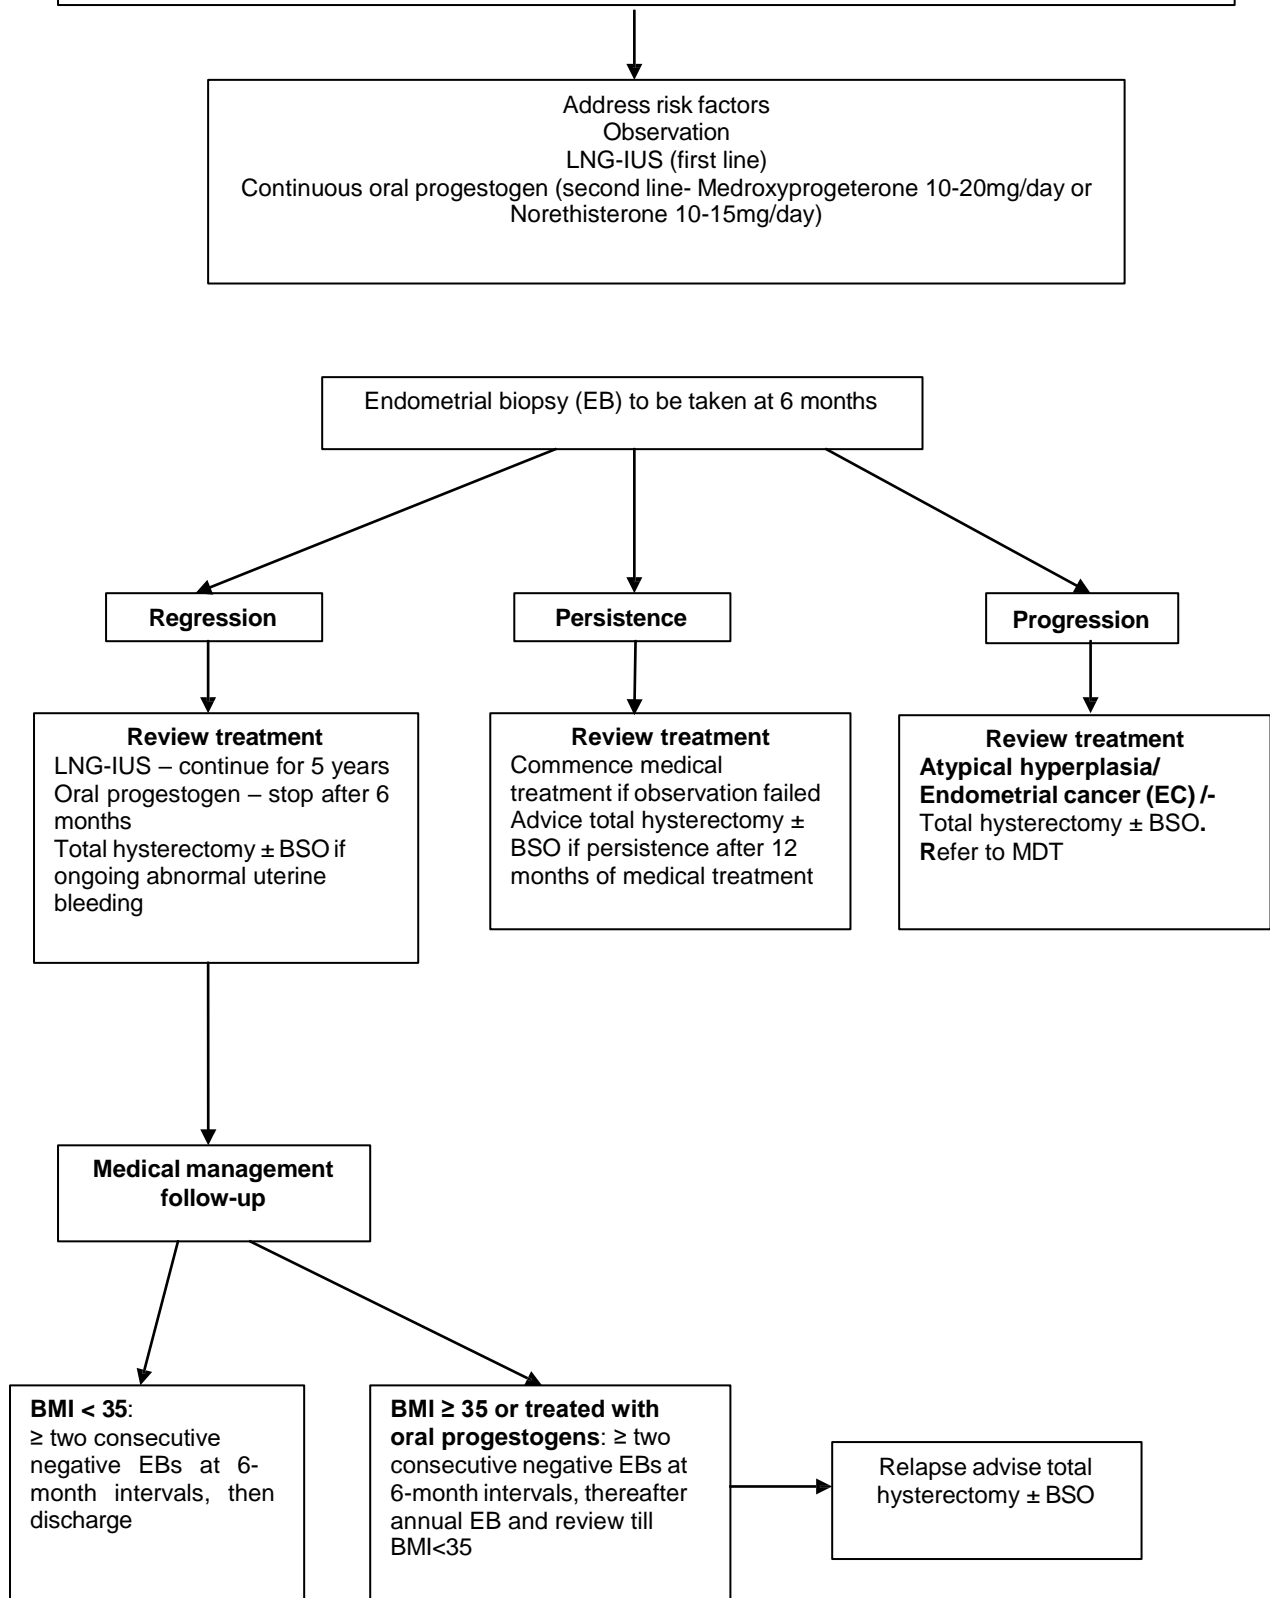 Address risk factors
Observation
LNG-IUS (first line)
Continuous oral progestogen (second line- Medroxyprogeterone 10-20mg/day or
Norethisterone 10-15mg/day)
Endometrial biopsy (EB) to be taken at 6 months
Regression
Persistence
Progression
Review treatment
LNG-IUS – continue for 5 years
Oral progestogen – stop after 6
months
Total hysterectomy ± BSO if
ongoing abnormal uterine
bleeding
Review treatment
Commence medical
treatment if observation failed
Advice total hysterectomy ±
BSO if persistence after 12
months of medical treatment
Review treatment
Atypical hyperplasia/
Endometrial cancer (EC) /-
Total hysterectomy ± BSO.
Refer to MDT
Medical management
follow-up
BMI < 35:
≥ two consecutive
negative EBs at 6-
month intervals, then
discharge
BMI ≥ 35 or treated with
oral progestogens: ≥ two
consecutive negative EBs at
6-month intervals, thereafter
annual EB and review till
BMI<35
Relapse advise total
hysterectomy ± BSO